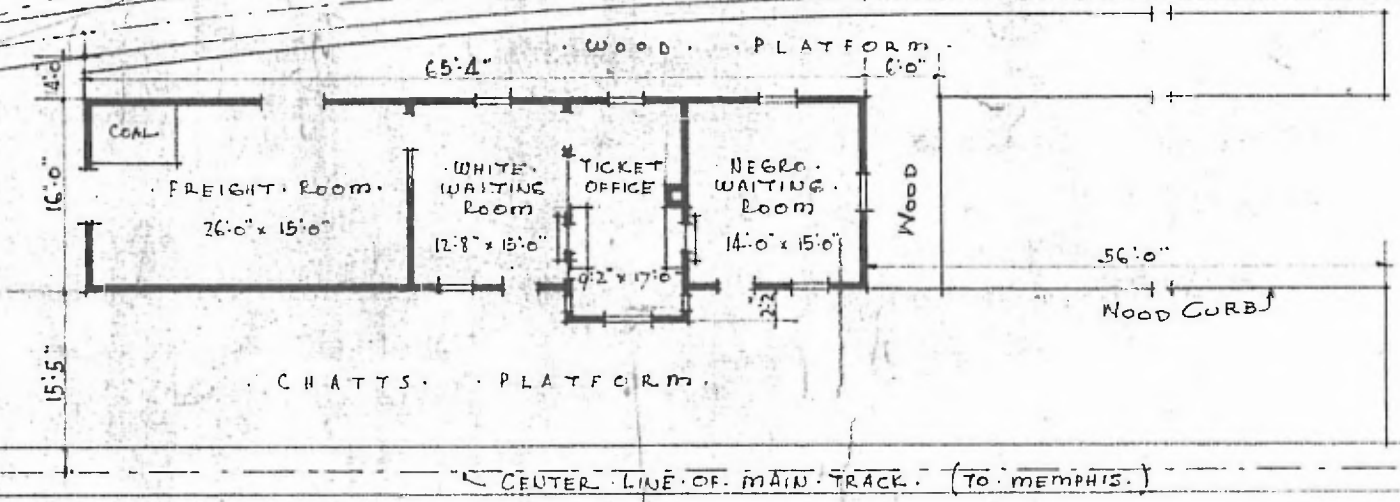 · WOOD · · PLATFORM ·
65'-4"
6'-0"
4'-0"
COAL
16'-0"
· FREIGHT · ROOM ·
26'-0" x 15'-0"
· WHITE ·
WAITING
ROOM
12'-8" x 15'-0"
TICKET
OFFICE
9'-2" x 17'-0"
· NEGRO ·
WAITING ·
ROOM
14'-0" x 15'-0"
WOOD
56'-0"
2'-2"
WOOD CURB
15'-5"
· CHATTS · · PLATFORM ·
CENTER · LINE · OF · MAIN · TRACK · (TO · MEMPHIS.)